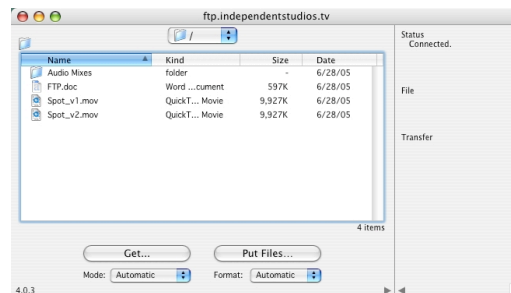 ftp.independentstudios.tv
/
Name Kind Size Date
Audio Mixes folder - 6/28/05
FTP.doc Word ...cument 597K 6/28/05
Spot_v1.mov QuickT... Movie 9,927K 6/28/05
Spot_v2.mov QuickT... Movie 9,927K 6/28/05
4 items
Get... Put Files...
Mode: Automatic Format: Automatic
4.0.3
Status
Connected.
File
Transfer